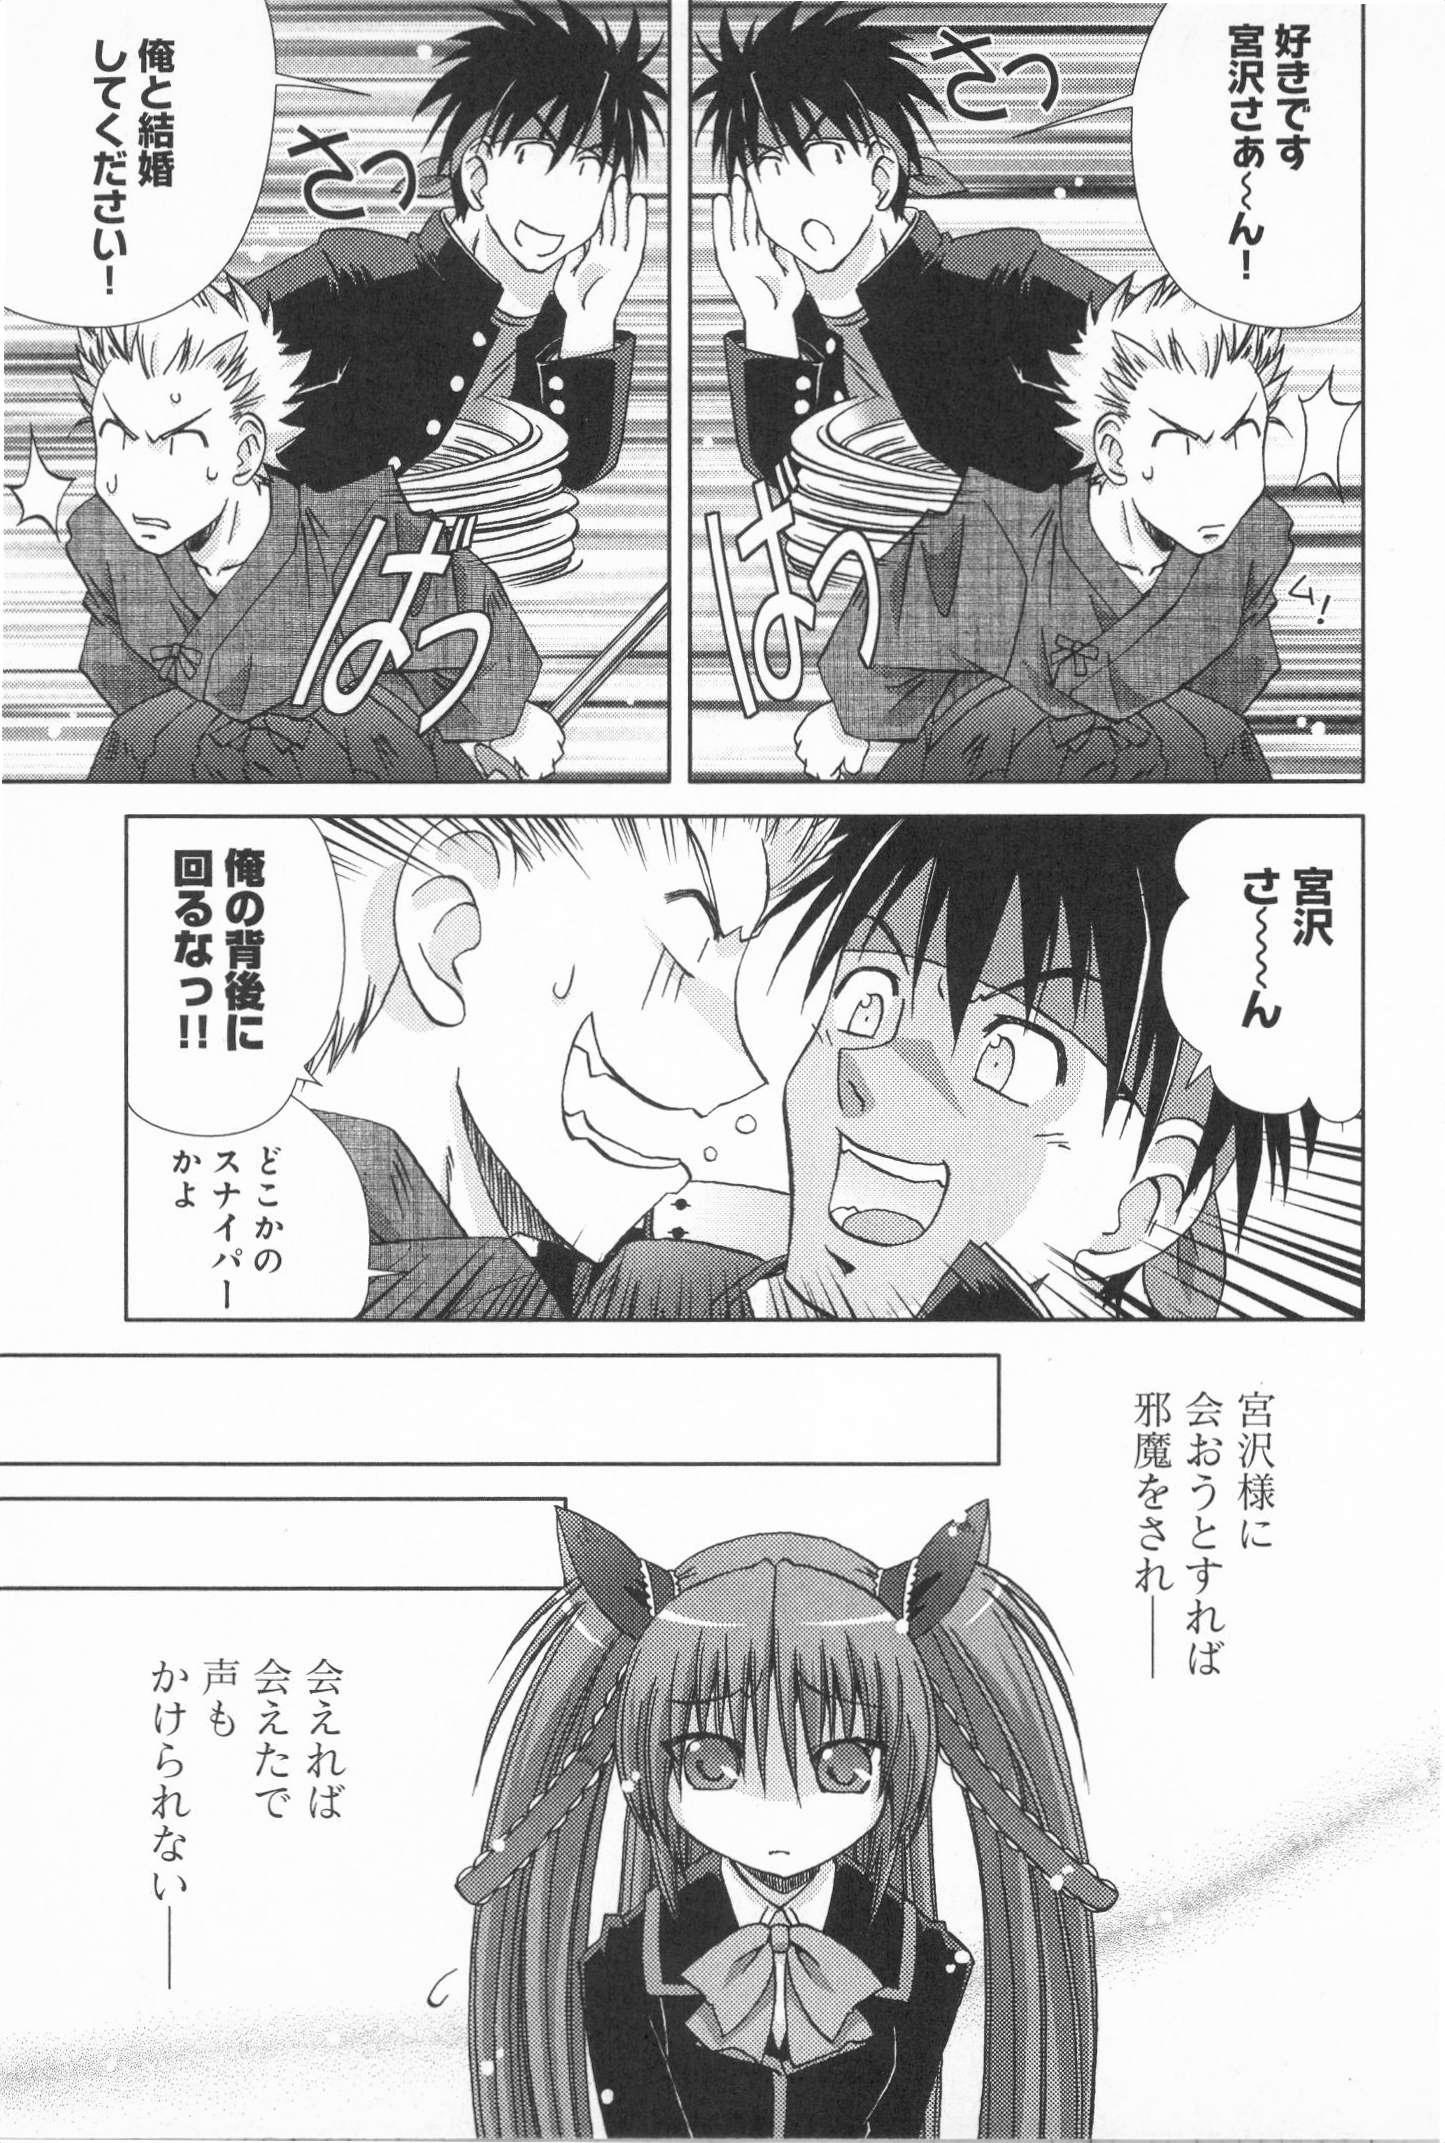 好きです
宮沢さぁ～ん！
さっ
ばっ
ム！
俺と結婚
してください！
さっ
ばっ
宮沢
さ～～ん
俺の背後に
回るなっ!!
どこかの
スナイパー
かよ
宮沢様に
会おうとすれば
邪魔をされ――
会えれば
会えたで
声も
かけられない――